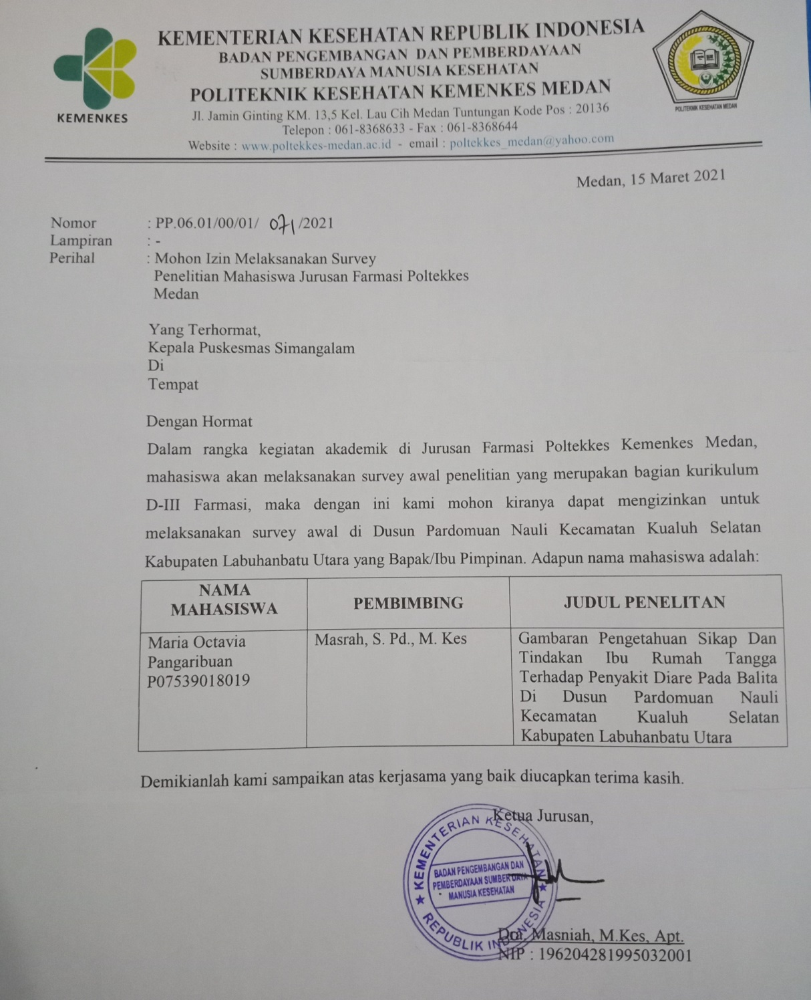 KEMENTERIAN KESEHATAN REPUBLIK INDONESIA
BADAN PENGEMBANGAN DAN PEMBERDAYAAN
SUMBERDAYA MANUSIA KESEHATAN
POLITEKNIK KESEHATAN KEMENKES MEDAN
Jl. Jamin Ginting KM. 13,5 Kel. Lau Cih Medan Tuntungan Kode Pos : 20136
Telepon : 061-8368633 - Fax : 061-8368644
Website : www.poltekkes-medan.ac.id - email : poltekkes_medan@yahoo.com
KEMENKES
POLITEKNIK KESEHATAN MEDAN
Medan, 15 Maret 2021
Nomor : PP.06.01/00/01/ 071 /2021
Lampiran : -
Perihal : Mohon Izin Melaksanakan Survey
Penelitian Mahasiswa Jurusan Farmasi Poltekkes
Medan
Yang Terhormat,
Kepala Puskesmas Simangalam
Di
Tempat
Dengan Hormat
Dalam rangka kegiatan akademik di Jurusan Farmasi Poltekkes Kemenkes Medan,
mahasiswa akan melaksanakan survey awal penelitian yang merupakan bagian kurikulum
D-III Farmasi, maka dengan ini kami mohon kiranya dapat mengizinkan untuk
melaksanakan survey awal di Dusun Pardomuan Nauli Kecamatan Kualuh Selatan
Kabupaten Labuhanbatu Utara yang Bapak/Ibu Pimpinan. Adapun nama mahasiswa adalah:
NAMA
MAHASISWA
PEMBIMBING
JUDUL PENELITAN
Maria Octavia
Pangaribuan
P07539018019
Masrah, S. Pd., M. Kes
Gambaran Pengetahuan Sikap Dan
Tindakan Ibu Rumah Tangga
Terhadap Penyakit Diare Pada Balita
Di Dusun Pardomuan Nauli
Kecamatan Kualuh Selatan
Kabupaten Labuhanbatu Utara
Demikianlah kami sampaikan atas kerjasama yang baik diucapkan terima kasih.
Ketua Jurusan,
KEMENTERIAN KESEHATAN
BADAN PENGEMBANGAN DAN
PEMBERDAYAAN SUMBER DAYA
MANUSIA KESEHATAN
REPUBLIK INDONESIA
Dra. Masniah, M.Kes, Apt.
NIP : 196204281995032001